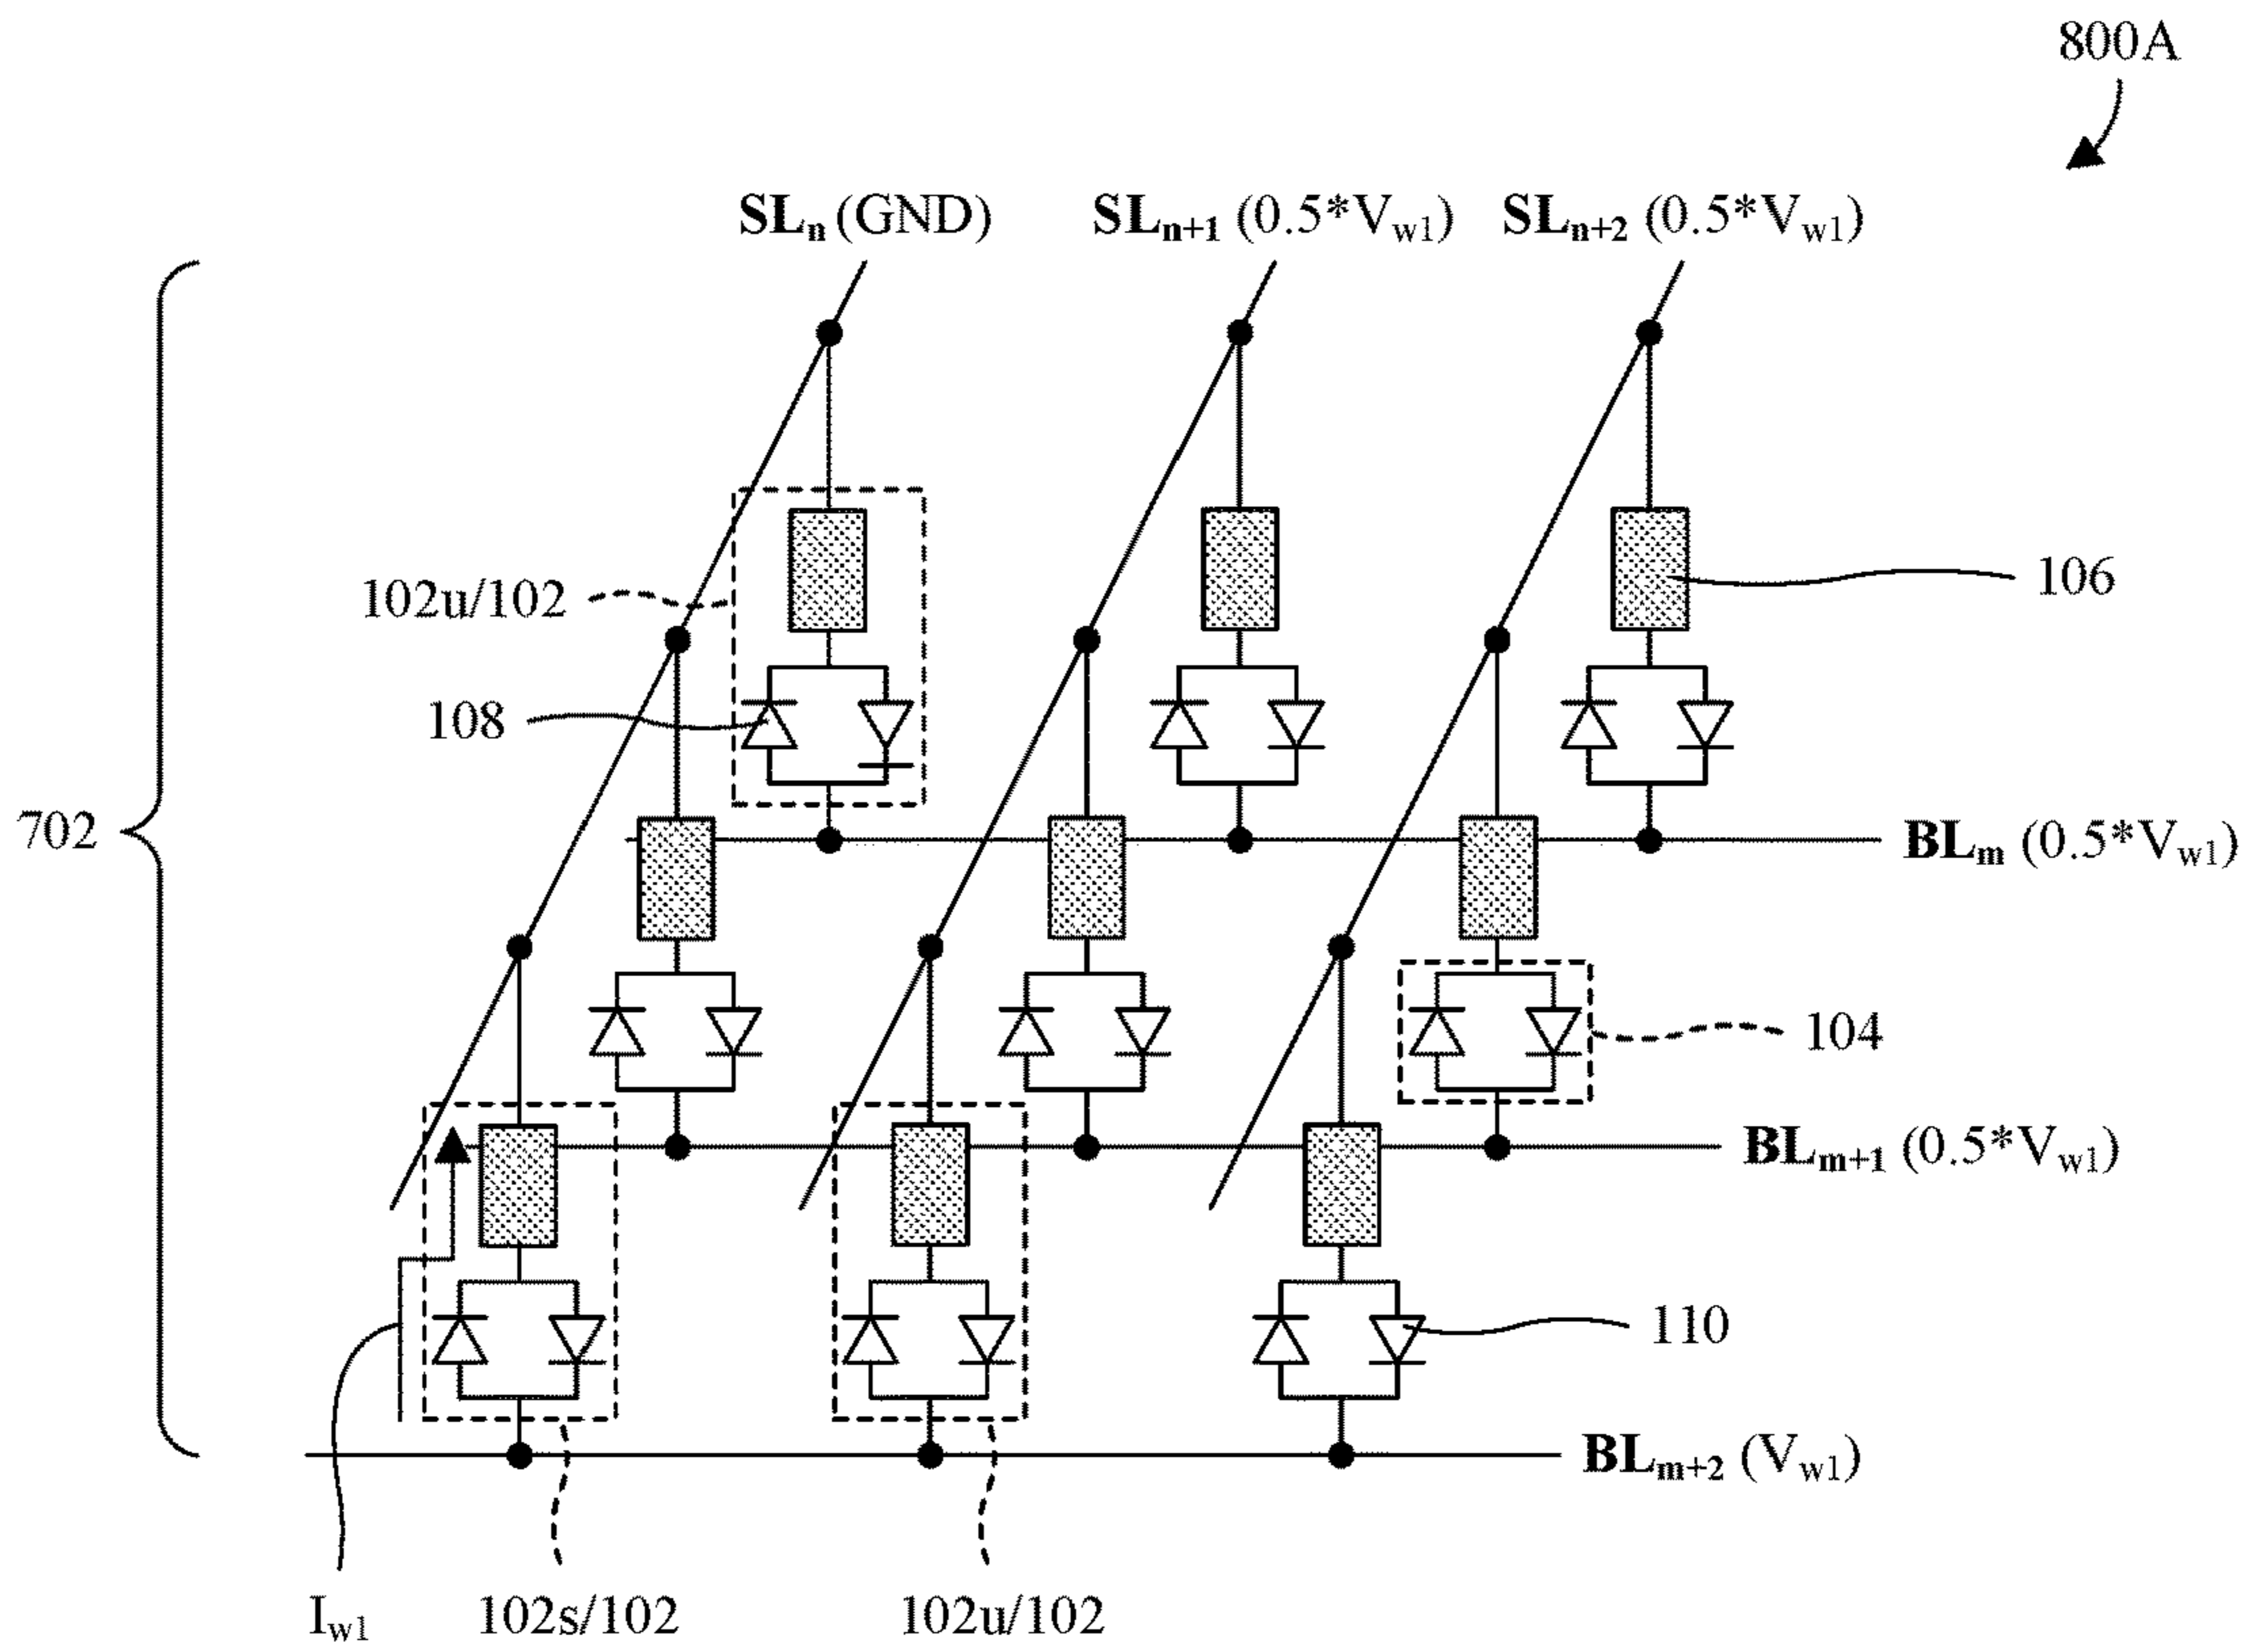 800A
SLn (GND) SLn+1 (0.5*Vw1) SLn+2 (0.5*Vw1)
102u/102
106
108
702
BLm (0.5*Vw1)
104
BLm+1 (0.5*Vw1)
110
BLm+2 (Vw1)
Iw1 102s/102 102u/102